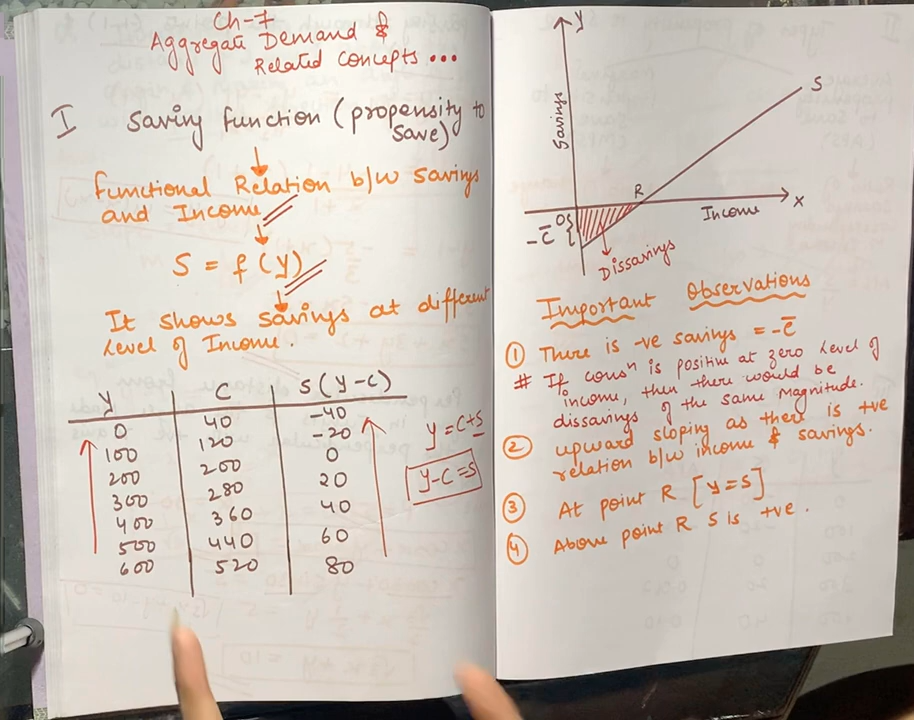 Ch-7
Aggregate Demand &
Related concepts ...
I Saving function (propensity to
Save)
functional Relation b/w savings
and Income
S = f (Y)
It shows savings at different
Level of Income.
Y C S (Y-C)
0 40 -40
100 120 -20
200 200 0
300 280 20
400 360 40
500 440 60
600 520 80
Y = C+S
Y-C = S
Y
Savings
S
R
O
Income X
-C̅
Dissavings
Important Observations
① There is -ve savings = -C̅
# If consⁿ is positive at zero Level of
income, then there would be
dissavings of the same magnitude.
② upward sloping as there is +ve
relation b/w income & savings.
③ At point R [Y=S]
④ Above point R S is +ve.